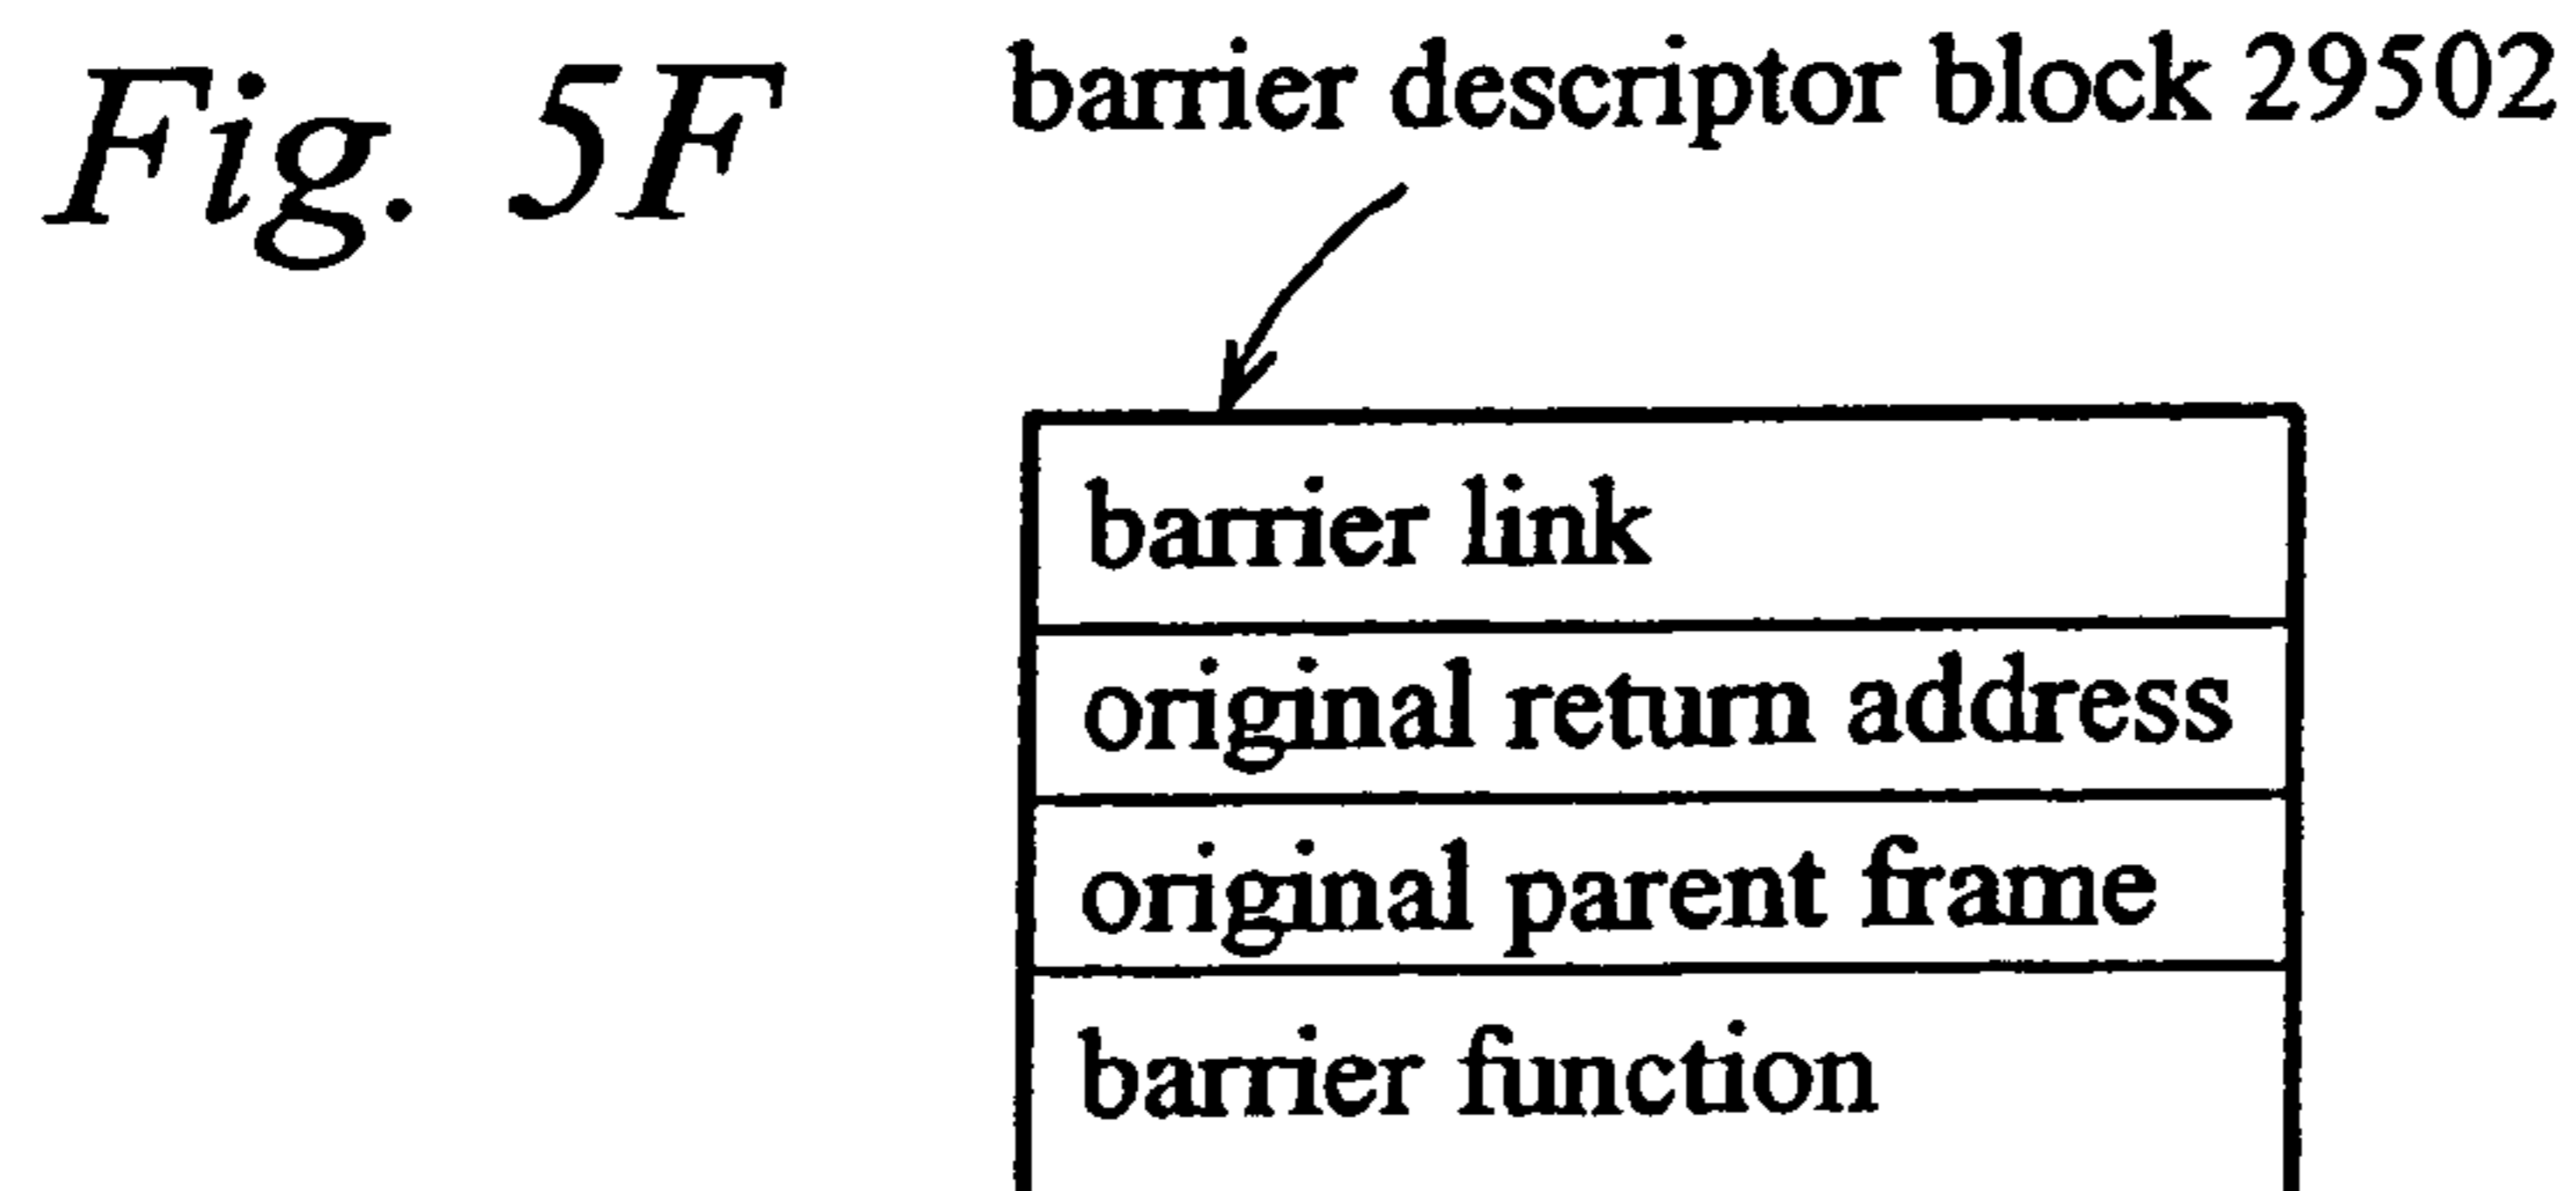 Fig. 5F
barrier descriptor block 29502
barrier link
original return address
original parent frame
barrier function